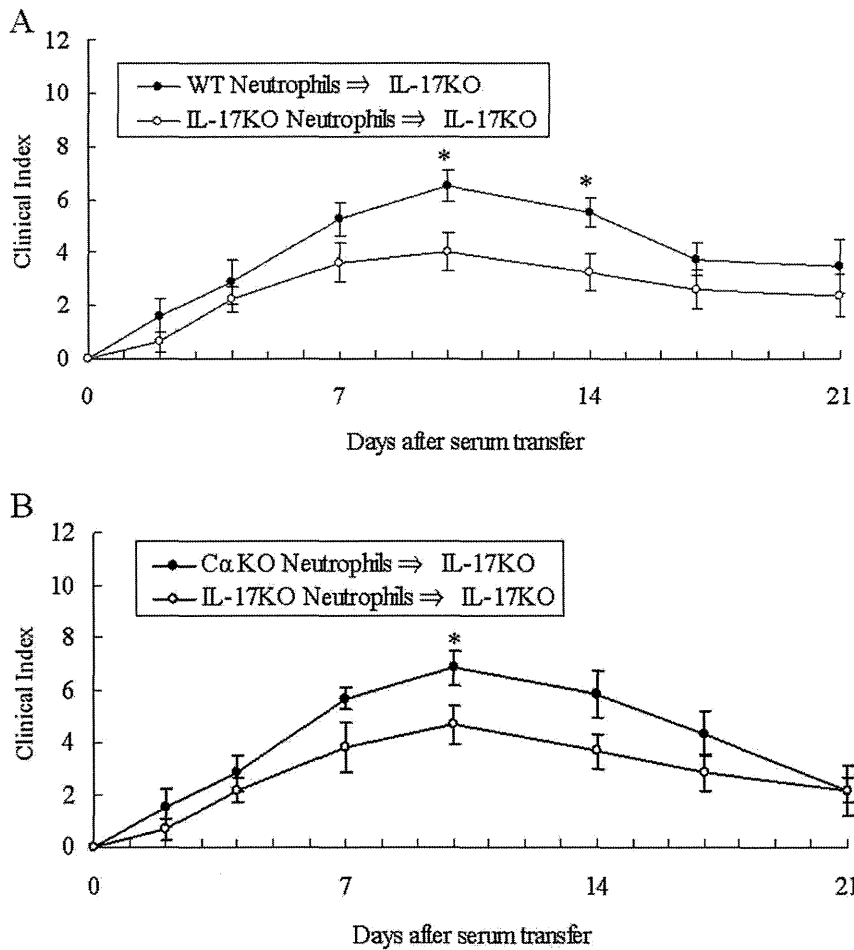 A
12
10
8
6
4
2
0
Clinical Index
WT Neutrophils ⇒ IL-17KO
IL-17KO Neutrophils ⇒ IL-17KO
*
*
0 7 14 21
Days after serum transfer
B
12
10
8
6
4
2
0
Clinical Index
Cα KO Neutrophils ⇒ IL-17KO
IL-17KO Neutrophils ⇒ IL-17KO
*
0 7 14 21
Days after serum transfer